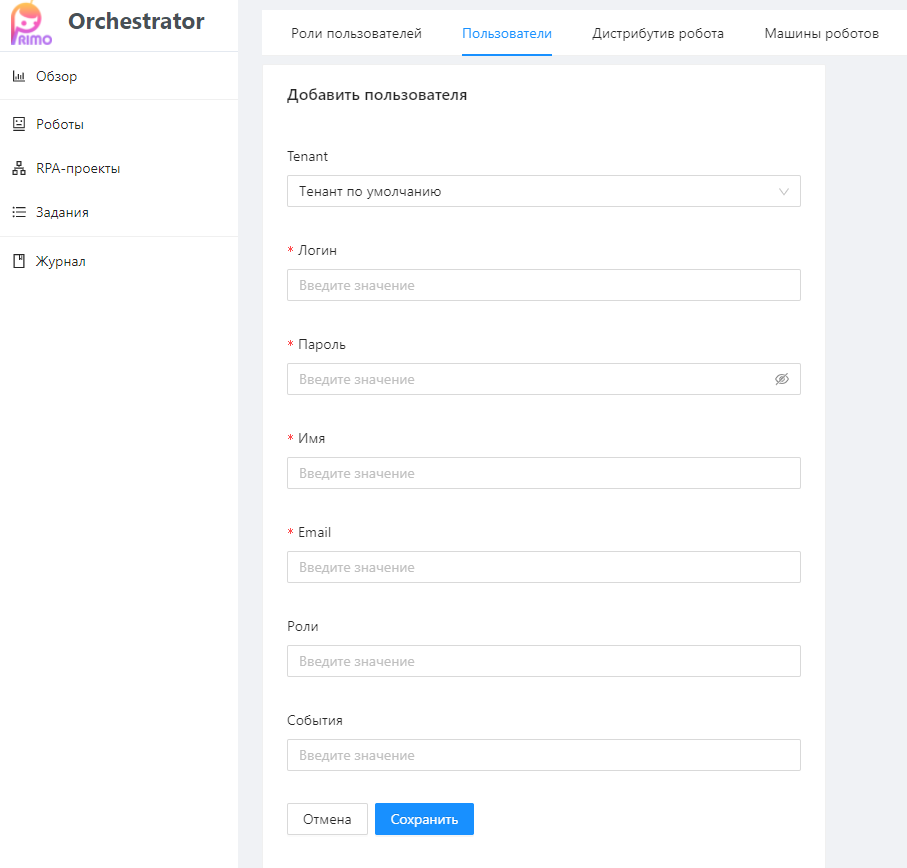 PRIMO
Orchestrator
Обзор
Роботы
RPA-проекты
Задания
Журнал
Роли пользователей
Пользователи
Дистрибутив робота
Машины роботов
Добавить пользователя
Tenant
Тенант по умолчанию
* Логин
Введите значение
* Пароль
Введите значение
* Имя
Введите значение
* Email
Введите значение
Роли
Введите значение
События
Введите значение
Отмена
Сохранить